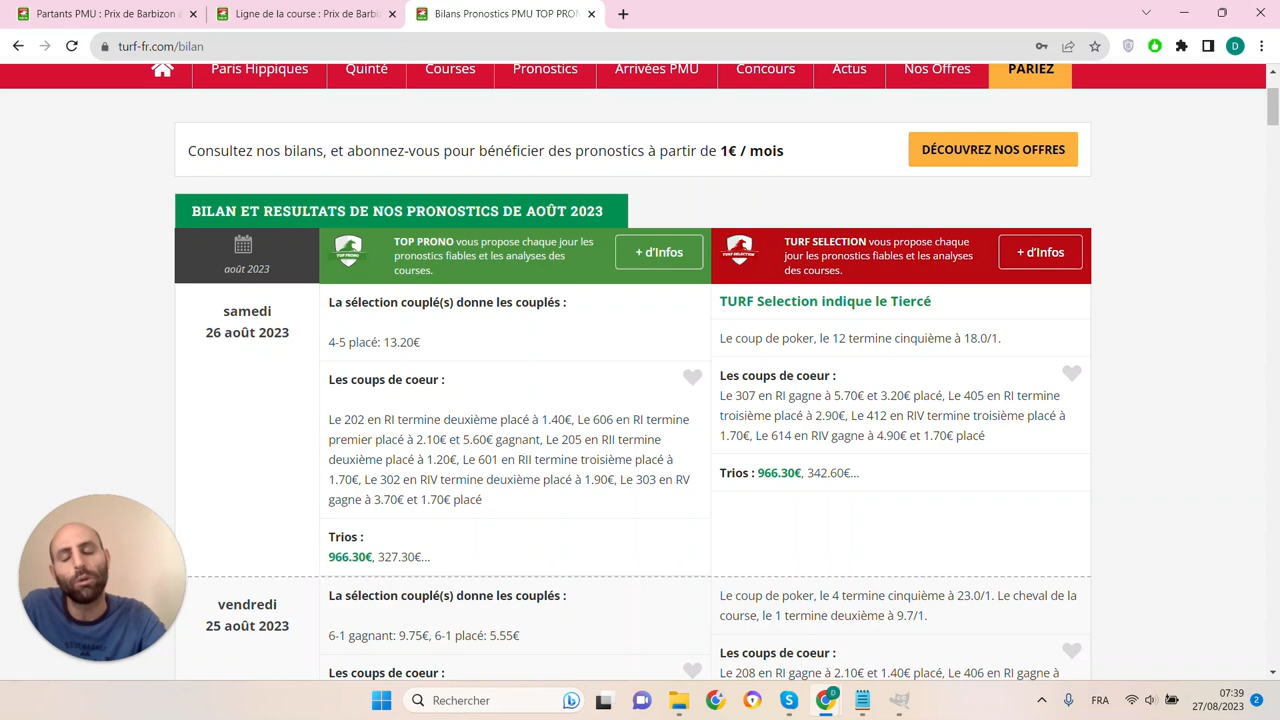 Partants PMU : Prix de Barbizon
Ligne de la course : Prix de Barbiz
Bilans Pronostics PMU TOP PRON
turf-fr.com/bilan
D
Paris Hippiques
Quinté
Courses
Pronostics
Arrivées PMU
Concours
Actus
Nos Offres
PARIEZ
Consultez nos bilans, et abonnez-vous pour bénéficier des pronostics à partir de 1€ / mois
DÉCOUVREZ NOS OFFRES
BILAN ET RESULTATS DE NOS PRONOSTICS DE AOÛT 2023
août 2023
TOP PRONO
TOP PRONO vous propose chaque jour les
pronostics fiables et les analyses des
courses.
+ d'Infos
TURF SELECTION
TURF SELECTION vous propose chaque
jour les pronostics fiables et les analyses
des courses.
+ d'Infos
samedi
26 août 2023
La sélection couplé(s) donne les couplés :
4-5 placé: 13.20€
Les coups de coeur :
Le 202 en RI termine deuxième placé à 1.40€, Le 606 en RI termine
premier placé à 2.10€ et 5.60€ gagnant, Le 205 en RII termine
deuxième placé à 1.20€, Le 601 en RII termine troisième placé à
1.70€, Le 302 en RIV termine deuxième placé à 1.90€, Le 303 en RV
gagne à 3.70€ et 1.70€ placé
Trios :
966.30€, 327.30€...
TURF Selection indique le Tiercé
Le coup de poker, le 12 termine cinquième à 18.0/1.
Les coups de coeur :
Le 307 en RI gagne à 5.70€ et 3.20€ placé, Le 405 en RI termine
troisième placé à 2.90€, Le 412 en RIV termine troisième placé à
1.70€, Le 614 en RIV gagne à 4.90€ et 1.70€ placé
Trios : 966.30€, 342.60€...
vendredi
25 août 2023
La sélection couplé(s) donne les couplés :
6-1 gagnant: 9.75€, 6-1 placé: 5.55€
Les coups de coeur :
Le coup de poker, le 4 termine cinquième à 23.0/1. Le cheval de la
course, le 1 termine deuxième à 9.7/1.
Les coups de coeur :
Le 208 en RI gagne à 2.10€ et 1.40€ placé, Le 406 en RI gagne à
Rechercher
FRA
07:39
27/08/2023
2